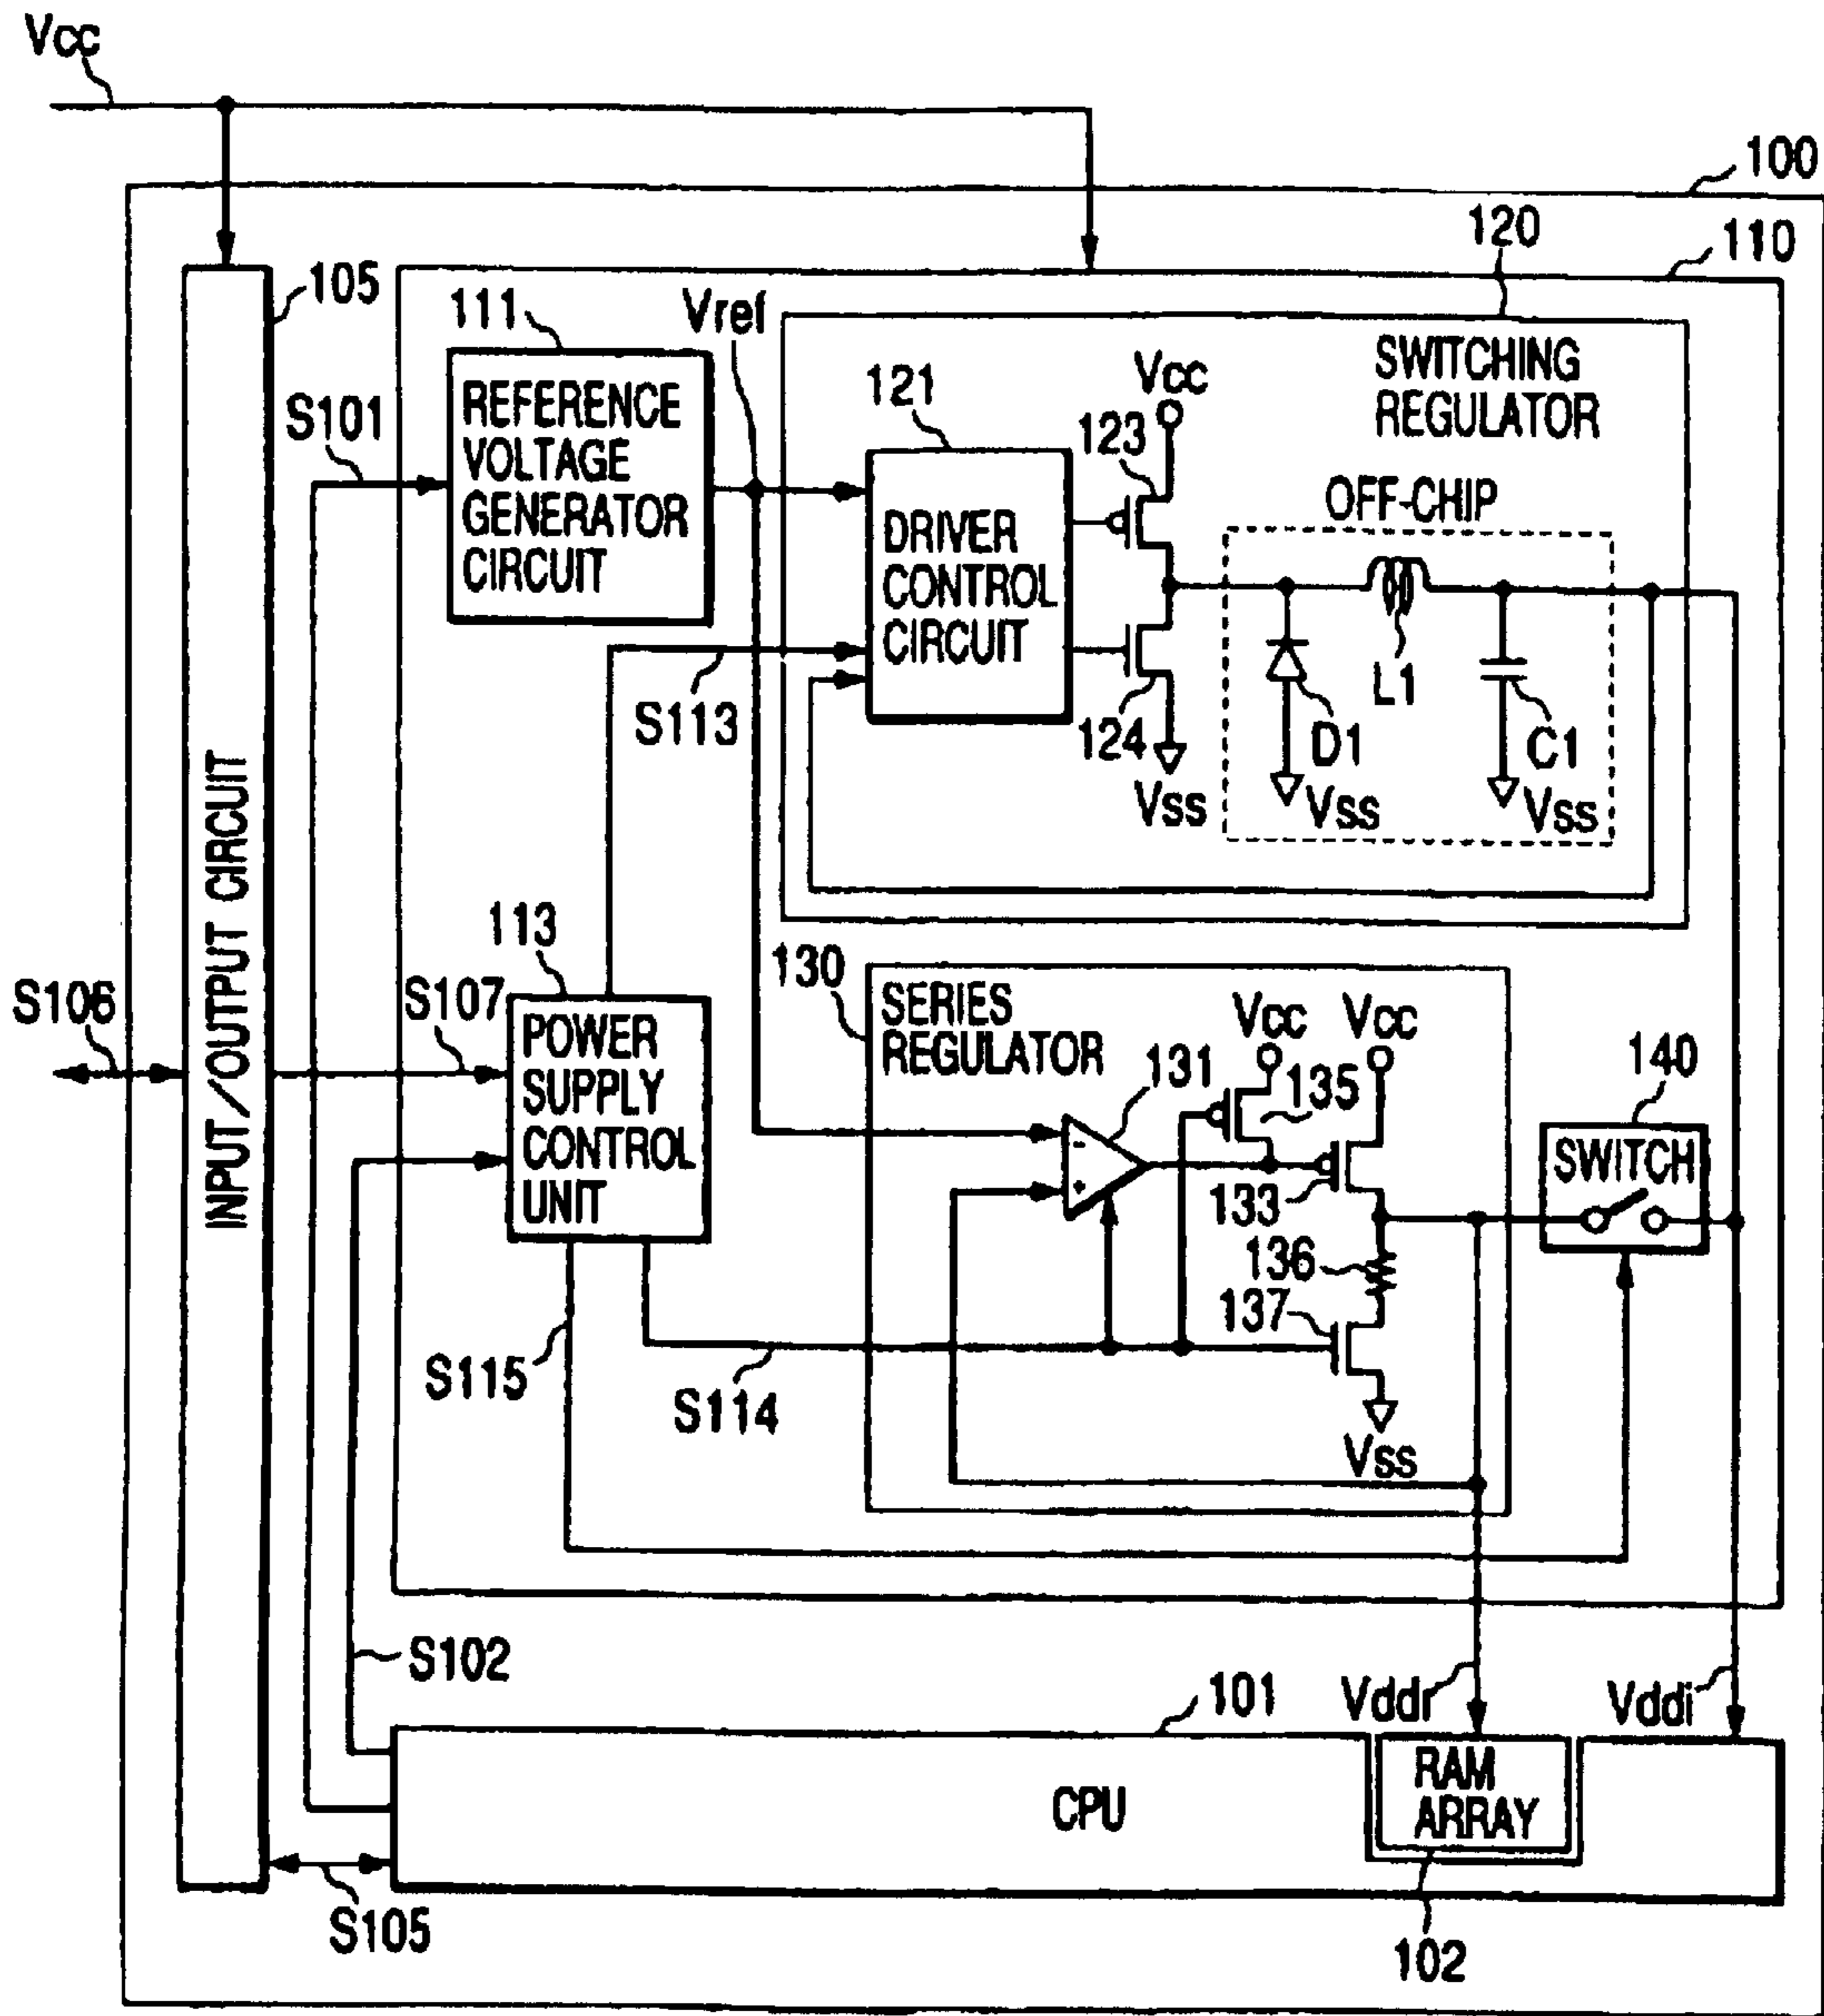 Vcc
100
120
110
105
111
Vref
SWITCHING
REGULATOR
121
Vcc
123
S101
REFERENCE
VOLTAGE
GENERATOR
CIRCUIT
OFF-CHIP
DRIVER
CONTROL
CIRCUIT
S113
124
Vss
D1
Vss
L1
C1
Vss
INPUT/OUTPUT CIRCUIT
113
S106
S107
POWER
SUPPLY
CONTROL
UNIT
130
SERIES
REGULATOR
Vcc
Vcc
131
135
140
SWITCH
-
+
133
136
137
S115
S114
Vss
S102
101
Vddr
Vddi
CPU
RAM
ARRAY
S105
102